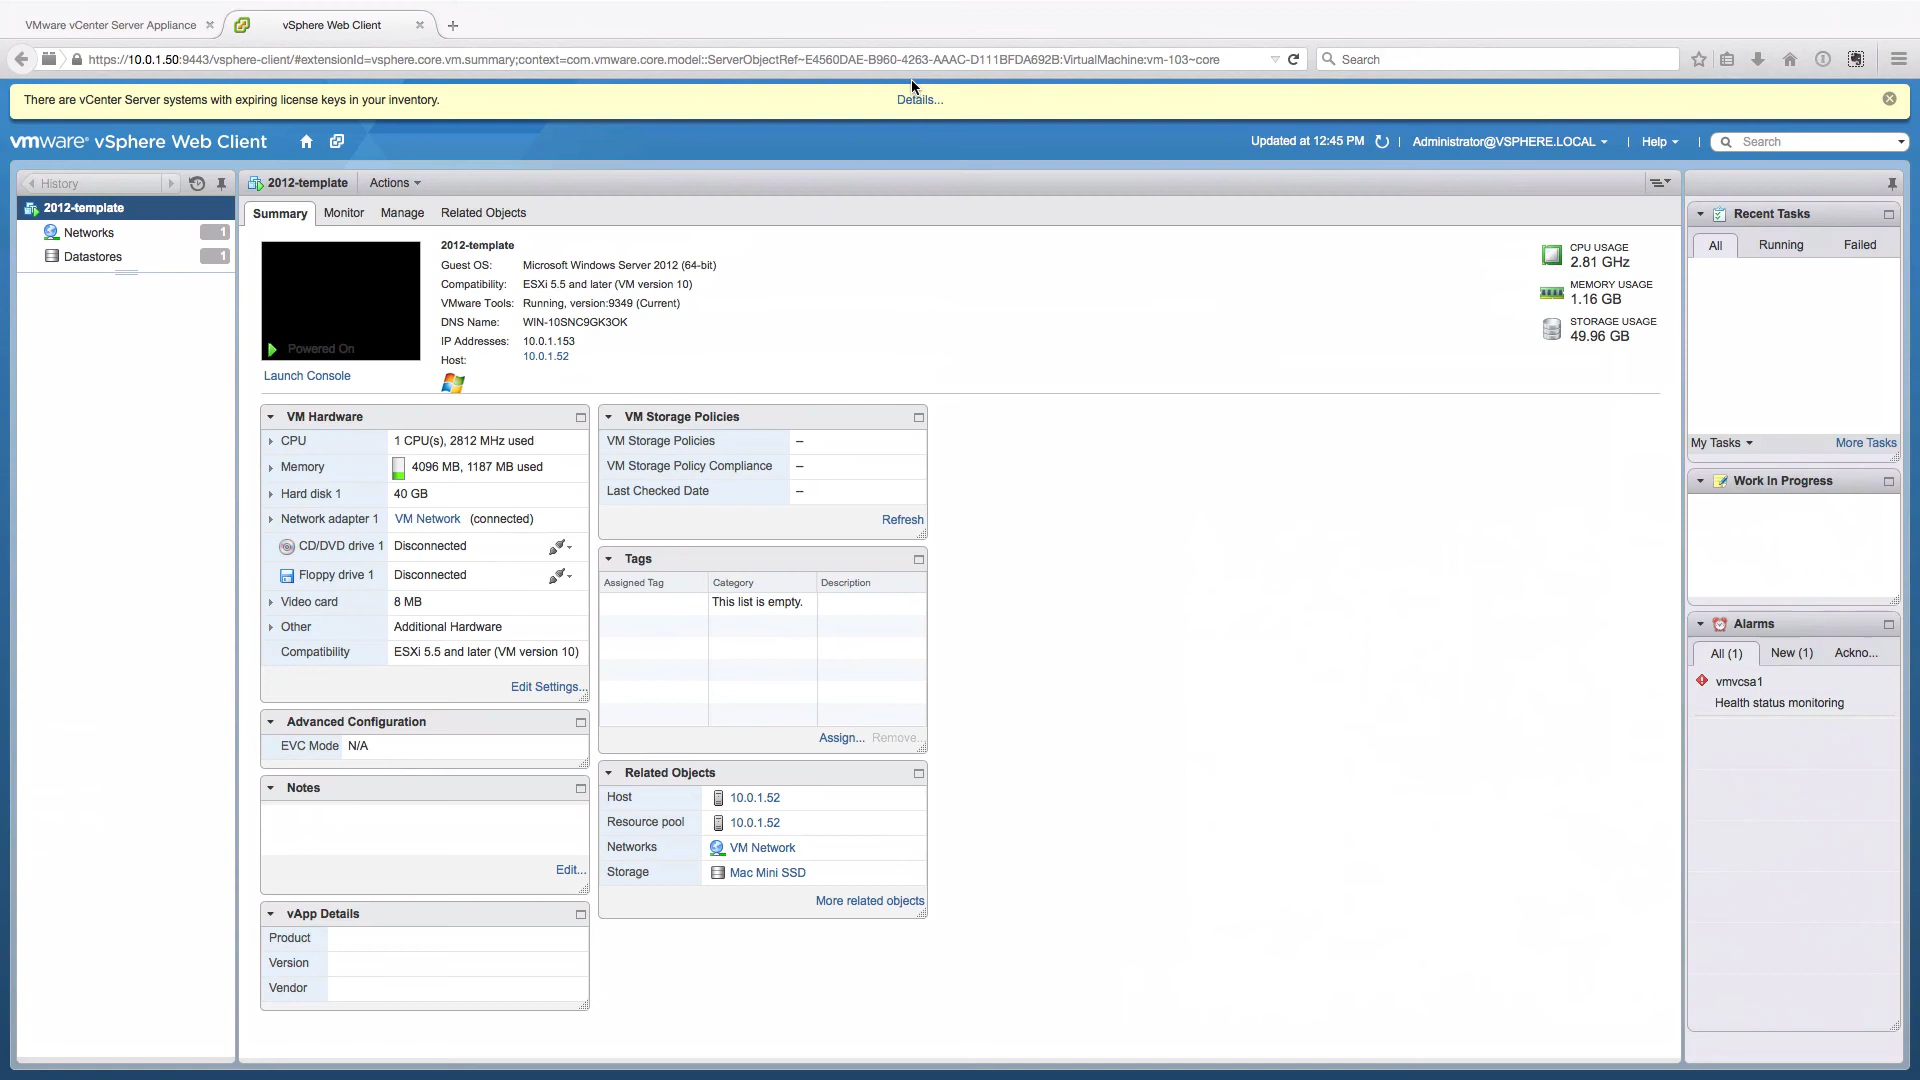 VMware vCenter Server Appliance
vSphere Web Client
https://10.0.1.50:9443/vsphere-client/#extensionId=vsphere.core.vm.summary;context=com.vmware.core.model::ServerObjectRef~E4560DAE-B960-4263-AAAC-D111BFDA692B:VirtualMachine:vm-103~core
Search
There are vCenter Server systems with expiring license keys in your inventory.
Details...
vmware® vSphere Web Client
Updated at 12:45 PM
Administrator@VSPHERE.LOCAL
Help
Search
History
2012-template
Networks 1
Datastores 1
2012-template
Actions
Summary
Monitor
Manage
Related Objects
Powered On
Launch Console
2012-template
Guest OS: Microsoft Windows Server 2012 (64-bit)
Compatibility: ESXi 5.5 and later (VM version 10)
VMware Tools: Running, version:9349 (Current)
DNS Name: WIN-10SNC9GK3OK
IP Addresses: 10.0.1.153
Host: 10.0.1.52
CPU USAGE
2.81 GHz
MEMORY USAGE
1.16 GB
STORAGE USAGE
49.96 GB
VM Hardware
CPU 1 CPU(s), 2812 MHz used
Memory 4096 MB, 1187 MB used
Hard disk 1 40 GB
Network adapter 1 VM Network (connected)
CD/DVD drive 1 Disconnected
Floppy drive 1 Disconnected
Video card 8 MB
Other Additional Hardware
Compatibility ESXi 5.5 and later (VM version 10)
Edit Settings...
Advanced Configuration
EVC Mode N/A
Notes
Edit...
vApp Details
Product
Version
Vendor
VM Storage Policies
VM Storage Policies --
VM Storage Policy Compliance --
Last Checked Date --
Refresh
Tags
Assigned Tag Category Description
This list is empty.
Assign... Remove...
Related Objects
Host 10.0.1.52
Resource pool 10.0.1.52
Networks VM Network
Storage Mac Mini SSD
More related objects
Recent Tasks
All Running Failed
My Tasks More Tasks
Work In Progress
Alarms
All (1) New (1) Ackno...
vmvcsa1
Health status monitoring